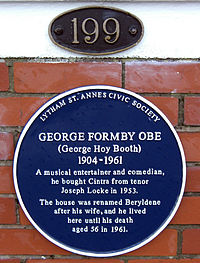 199
LYTHAM ST. ANNES CIVIC SOCIETY
GEORGE FORMBY OBE
(George Hoy Booth)
1904-1961
A musical entertainer and comedian,
he bought Cintra from tenor
Joseph Locke in 1953.
The house was renamed Beryldene
after his wife, and he lived
here until his death
aged 56 in 1961.